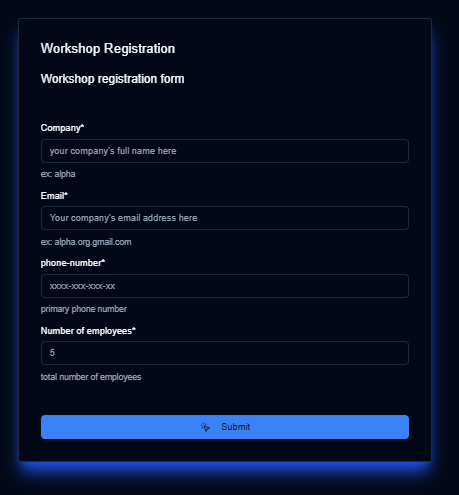 Workshop Registration
Workshop registration form
Company*
your company's full name here
ex: alpha
Email*
Your company's email address here
ex: alpha.org.gmail.com
phone-number*
xxxx-xxx-xxx-xx
primary phone number
Number of employees*
5
total number of employees
Submit